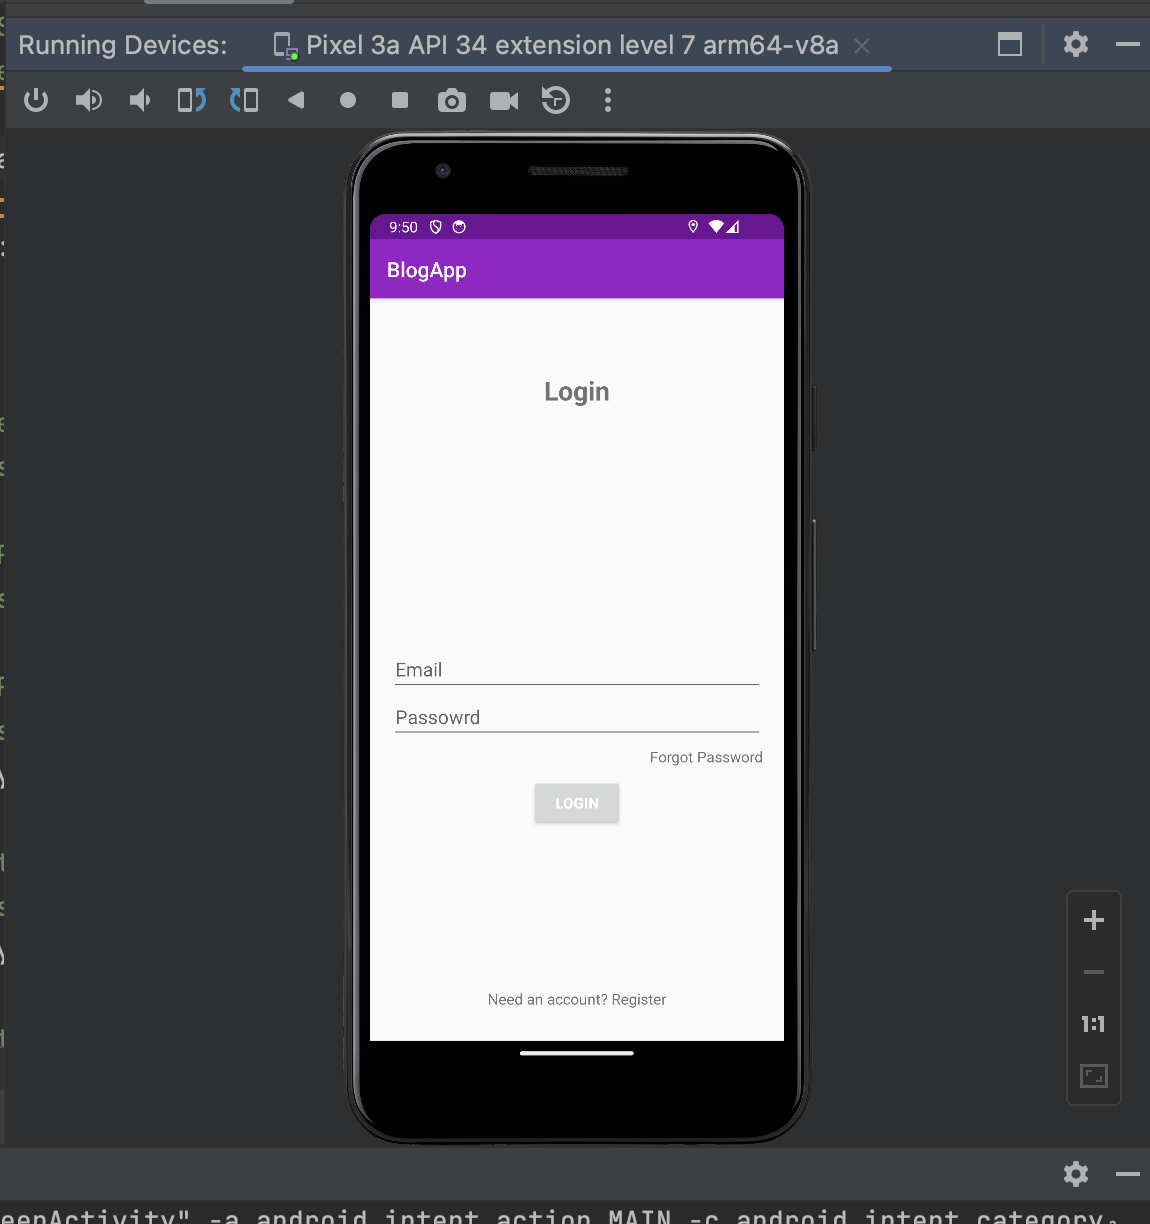 Running Devices: Pixel 3a API 34 extension level 7 arm64-v8a
9:50
BlogApp
Login
Email
Passowrd
Forgot Password
LOGIN
Need an account? Register
1:1
eenActivity" -a android.intent.action.MAIN -c android.intent.category.